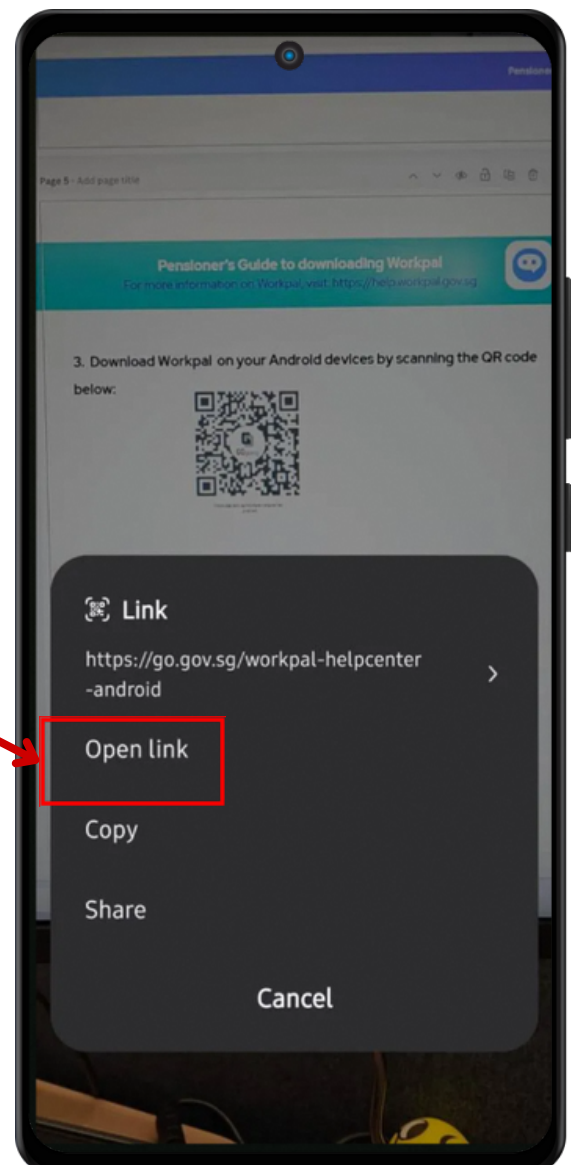 Pensione
Page 5 - Add page title
Pensioner's Guide to downloading Workpal
For more information on Workpal, visit: https://help.workpal.gov.sg
3. Download Workpal on your Android devices by scanning the QR code
below:
Link
https://go.gov.sg/workpal-helpcenter
-android
Open link
Copy
Share
Cancel